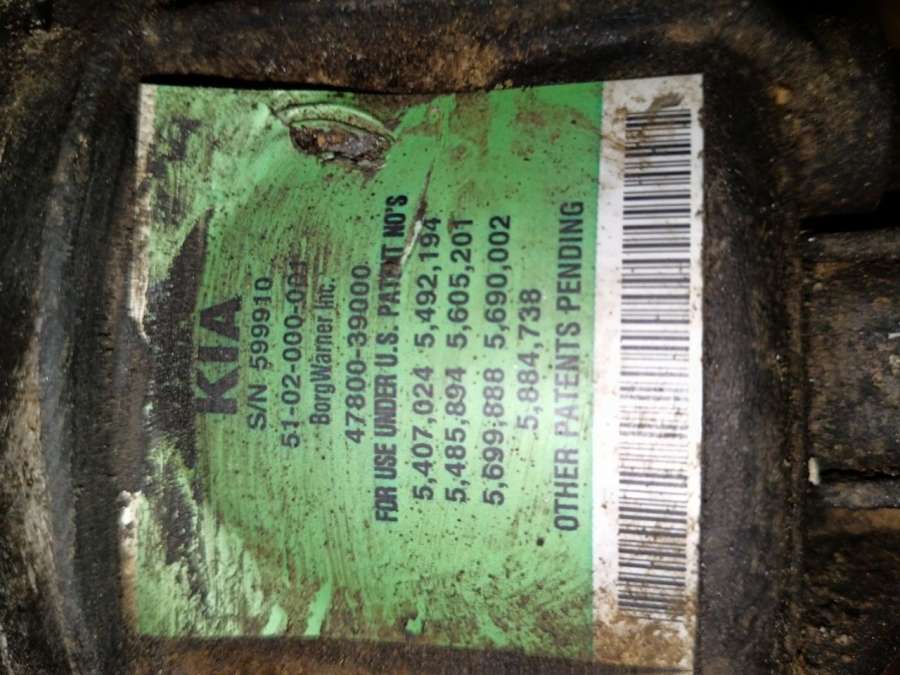 KIA
S/N 599910
51-02-000-001
BorgWarner Inc.
47800-39000
FOR USE UNDER U.S. PATENT NO'S
5,407,024 5,492,194
5,485,894 5,605,201
5,699,888 5,690,002
5,884,738
OTHER PATENTS PENDING